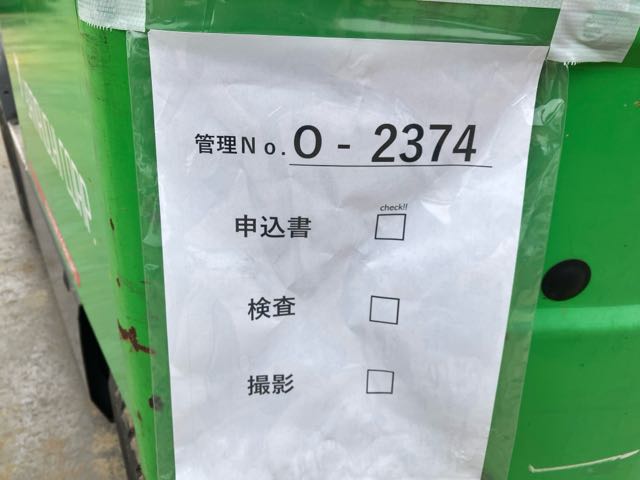 管理No. O - 2374
check!!
申込書 □
検査 □
撮影 □